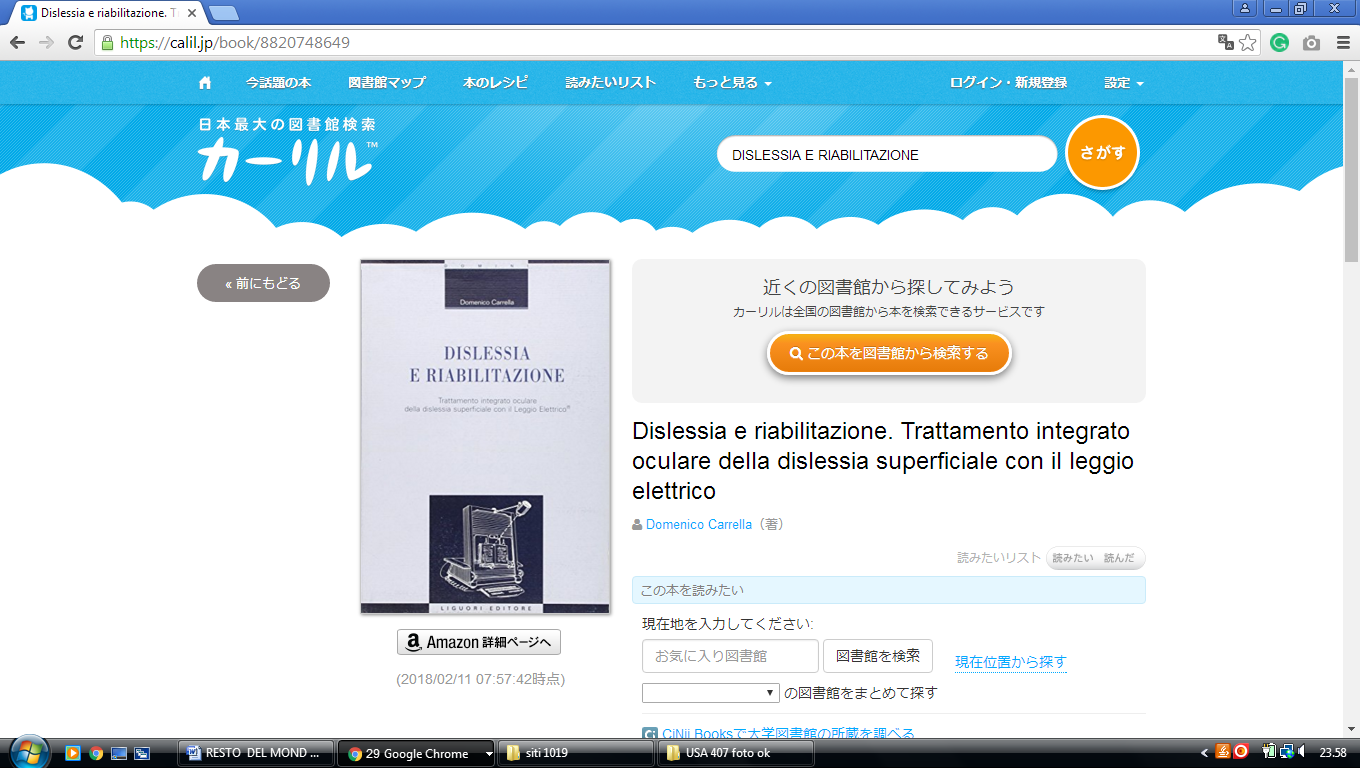 Dislessia e riabilitazione. T
https://calil.jp/book/8820748649
今話題の本 図書館マップ 本のレシピ 読みたいリスト もっと見る ログイン・新規登録 設定
日本最大の図書館検索
カーリル™
DISLESSIA E RIABILITAZIONE
さがす
« 前にもどる
Domenico Carrella
DISLESSIA
E RIABILITAZIONE
Trattamento integrato oculare
della dislessia superficiale con il Leggio Elettrico®
LIGUORI EDITORE
Amazon 詳細ページへ
(2018/02/11 07:57:42時点)
近くの図書館から探してみよう
カーリルは全国の図書館から本を検索できるサービスです
この本を図書館から検索する
Dislessia e riabilitazione. Trattamento integrato
oculare della dislessia superficiale con il leggio
elettrico
Domenico Carrella（著）
読みたいリスト 読みたい 読んだ
この本を読みたい
現在地を入力してください:
お気に入り図書館 図書館を検索 現在位置から探す
の図書館をまとめて探す
Ci CiNii Booksで大学図書館の所蔵を調べる
RESTO DEL MOND ... 29 Google Chrome siti 1019 USA 407 foto ok 23.58